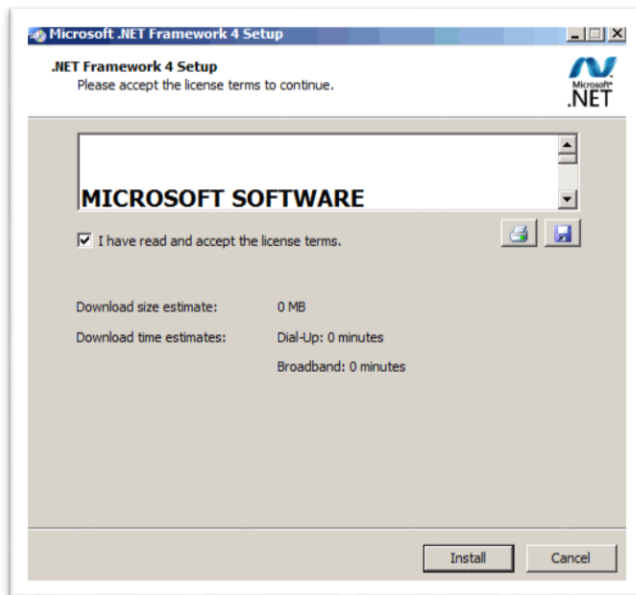 Microsoft .NET Framework 4 Setup
.NET Framework 4 Setup
Please accept the license terms to continue.
Microsoft
.NET
MICROSOFT SOFTWARE
I have read and accept the license terms.
Download size estimate: 0 MB
Download time estimates: Dial-Up: 0 minutes
Broadband: 0 minutes
Install Cancel